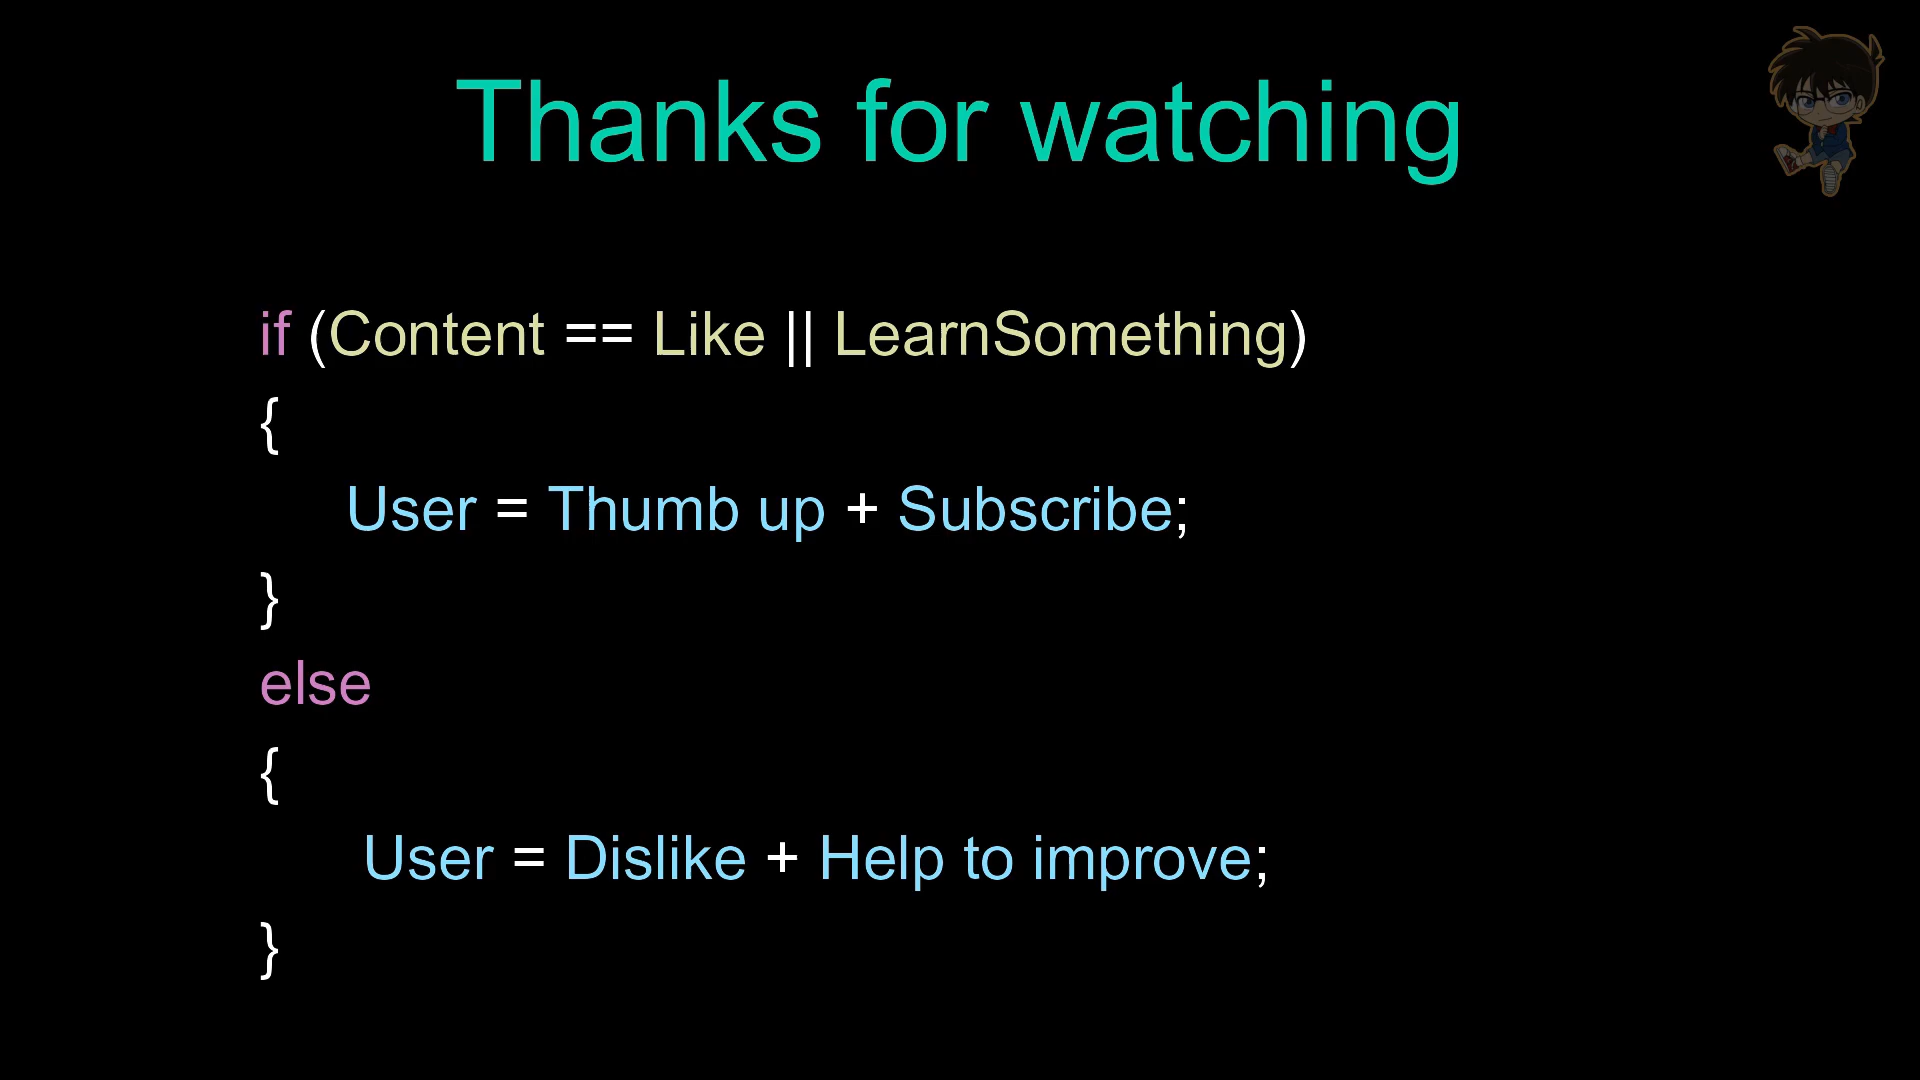 Thanks for watching
if (Content == Like || LearnSomething)
{
User = Thumb up + Subscribe;
}
else
{
User = Dislike + Help to improve;
}